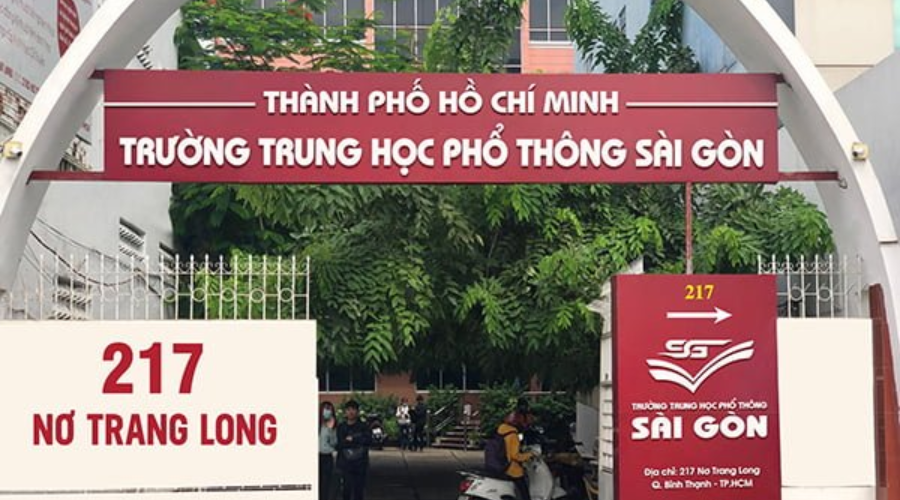 THÀNH PHỐ HỒ CHÍ MINH
TRƯỜNG TRUNG HỌC PHỔ THÔNG SÀI GÒN
217
NƠ TRANG LONG
217
SG
TRƯỜNG TRUNG HỌC PHỔ THÔNG
SÀI GÒN
Địa chỉ: 217 Nơ Trang Long
Q. Bình Thạnh - TP.HCM